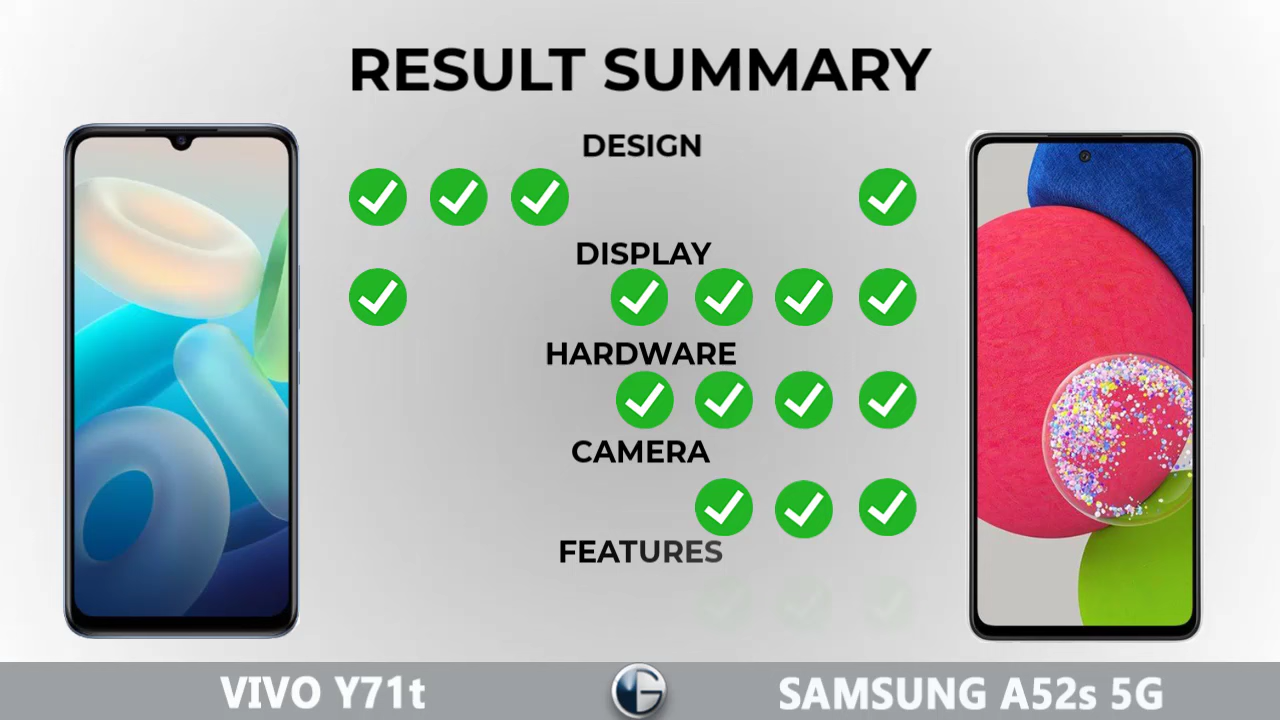 RESULT SUMMARY
DESIGN
DISPLAY
HARDWARE
CAMERA
FEATURES
VIVO Y71t
SAMSUNG A52s 5G